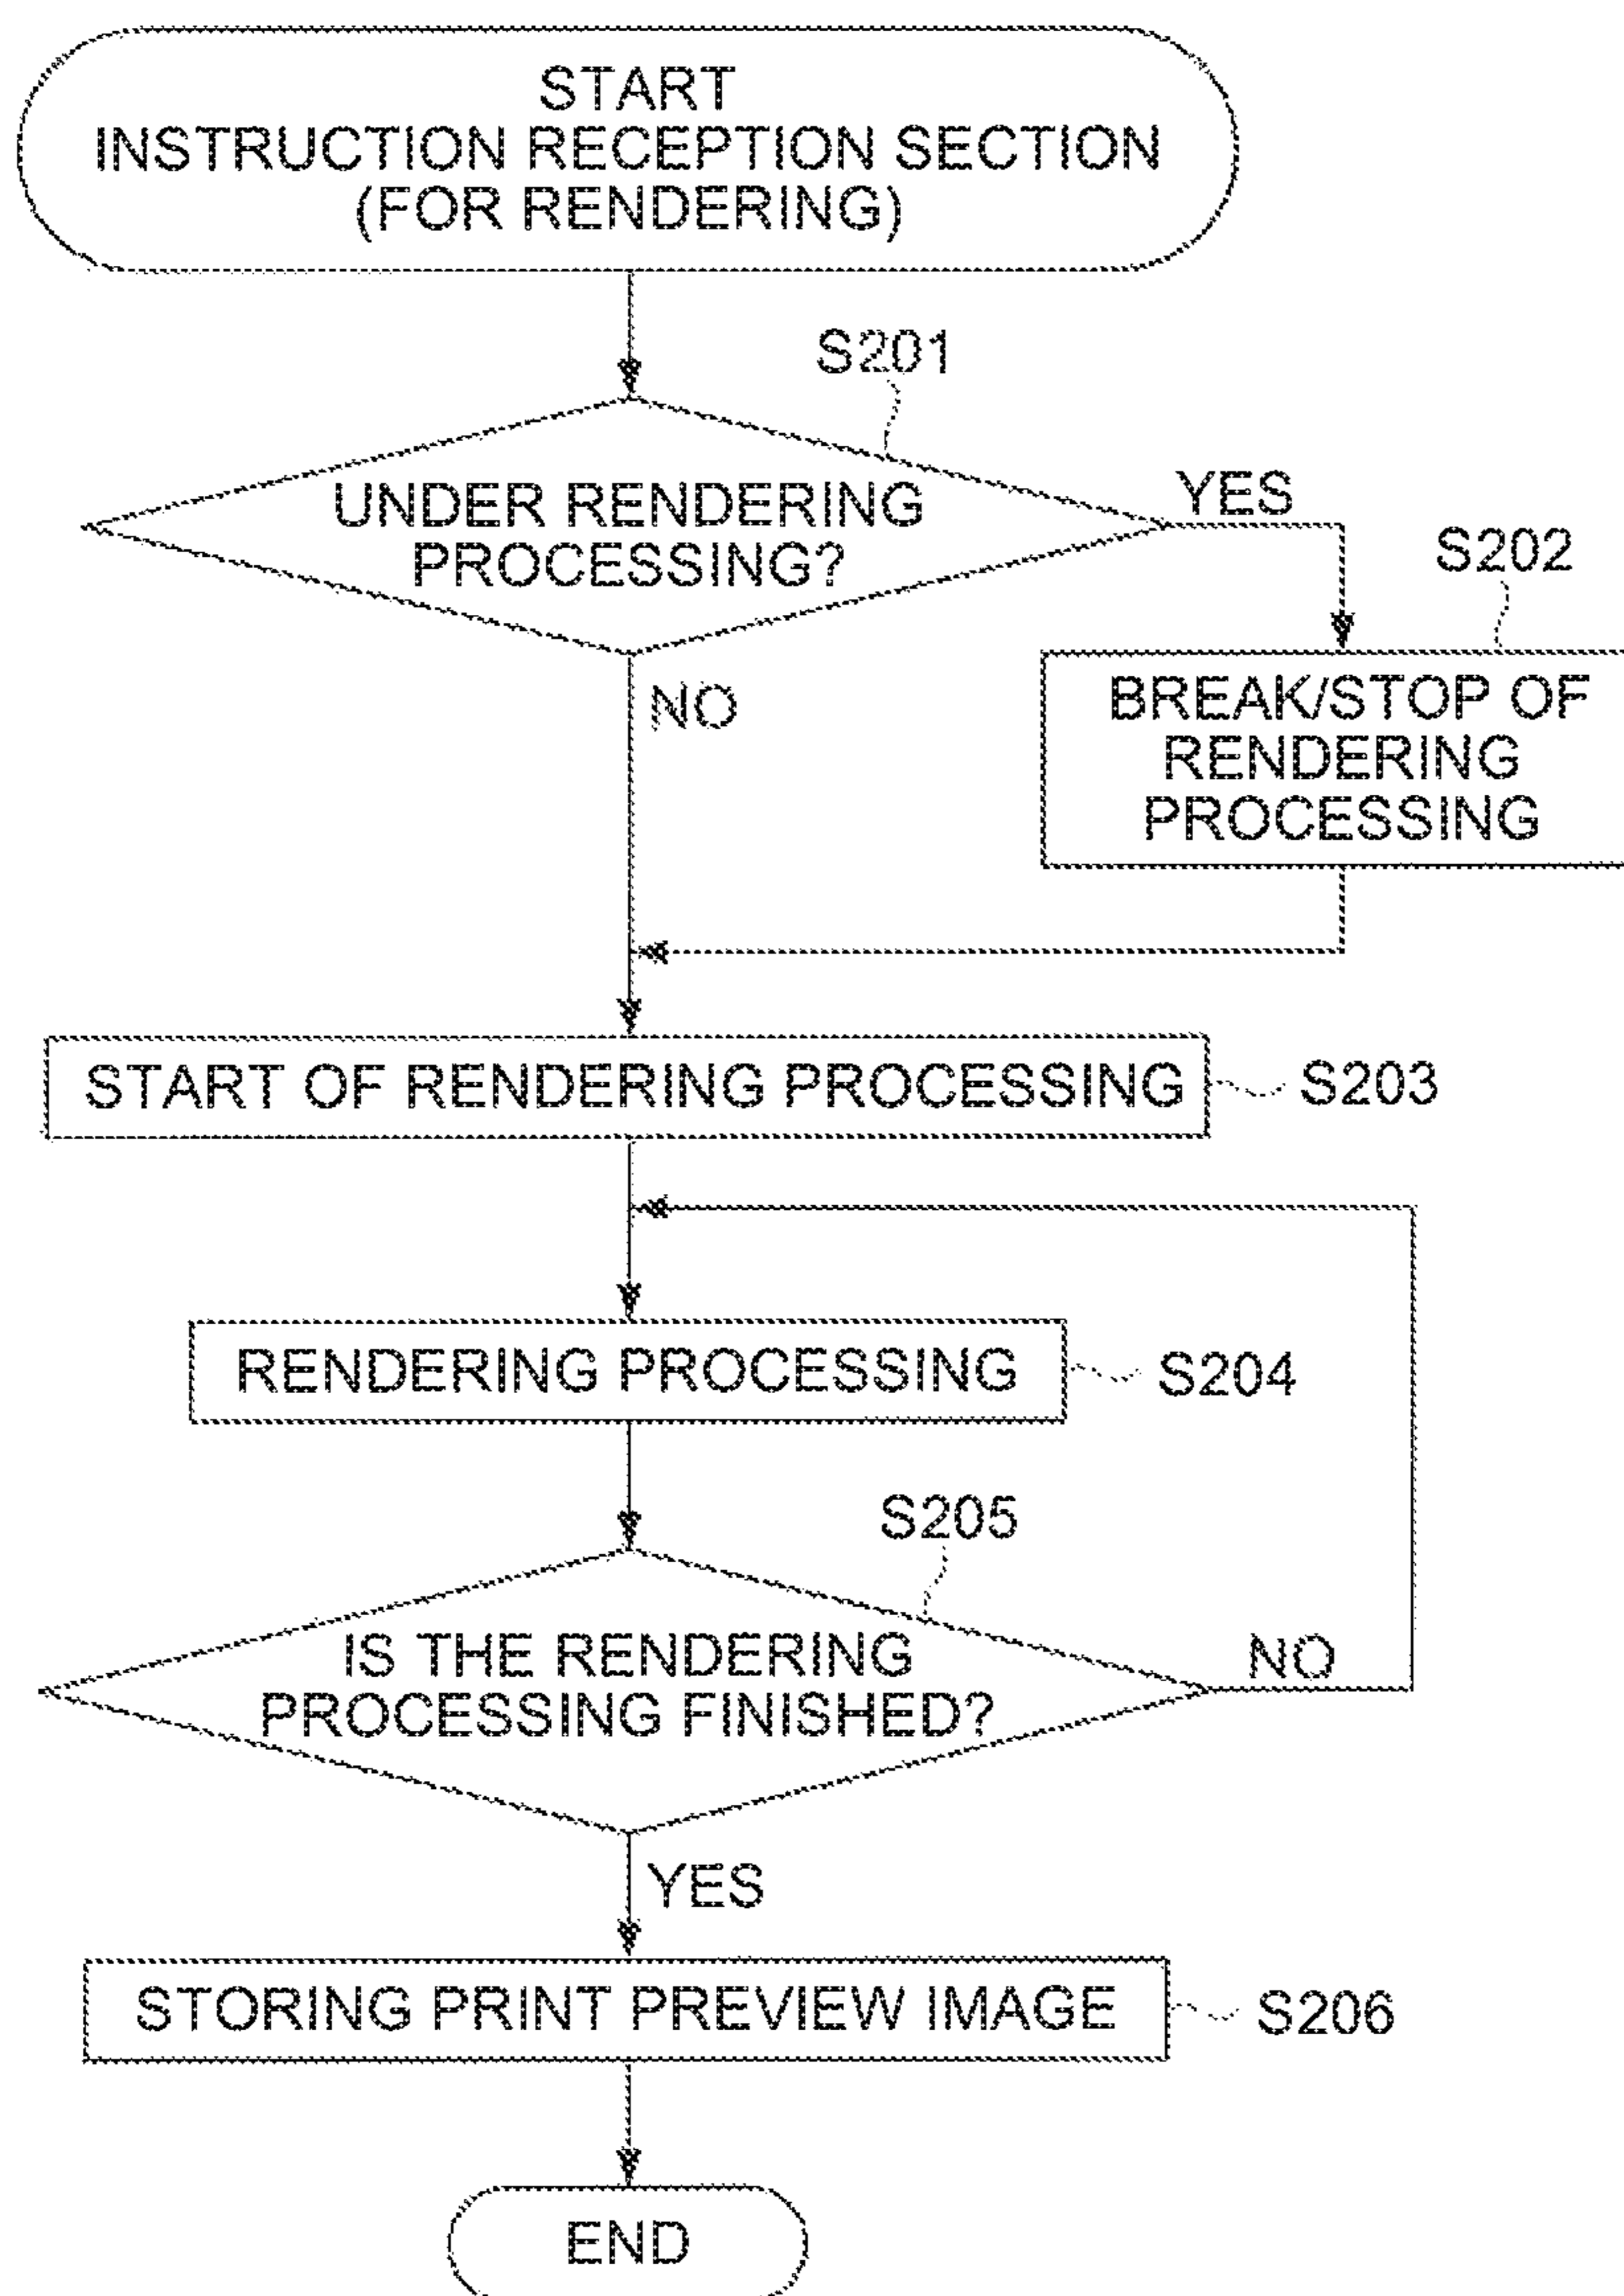 START
INSTRUCTION RECEPTION SECTION
(FOR RENDERING)
S201
UNDER RENDERING
PROCESSING?
YES
S202
NO
BREAK/STOP OF
RENDERING
PROCESSING
START OF RENDERING PROCESSING
S203
RENDERING PROCESSING
S204
S205
IS THE RENDERING
PROCESSING FINISHED?
NO
YES
STORING PRINT PREVIEW IMAGE
S206
END